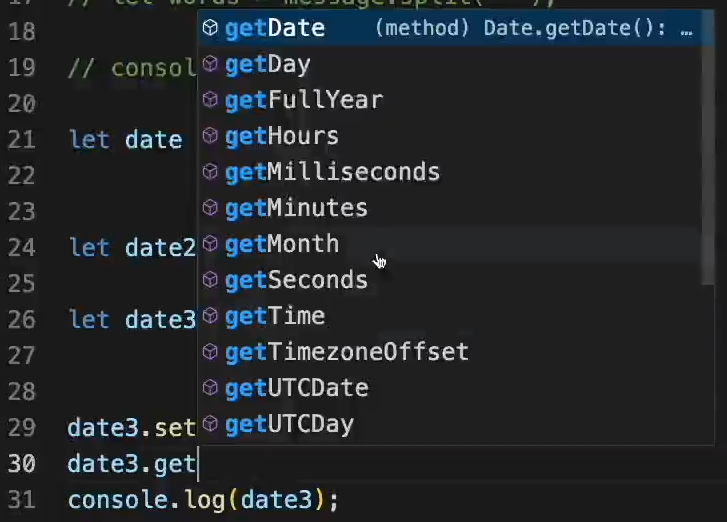 17 // let words = message.split(
18
19 // consol
20
21 let date
22
23
24 let date2
25
26 let date3
27
28
29 date3.set
30 date3.get
31 console.log(date3);
getDate (method) Date.getDate(): …
getDay
getFullYear
getHours
getMilliseconds
getMinutes
getMonth
getSeconds
getTime
getTimezoneOffset
getUTCDate
getUTCDay